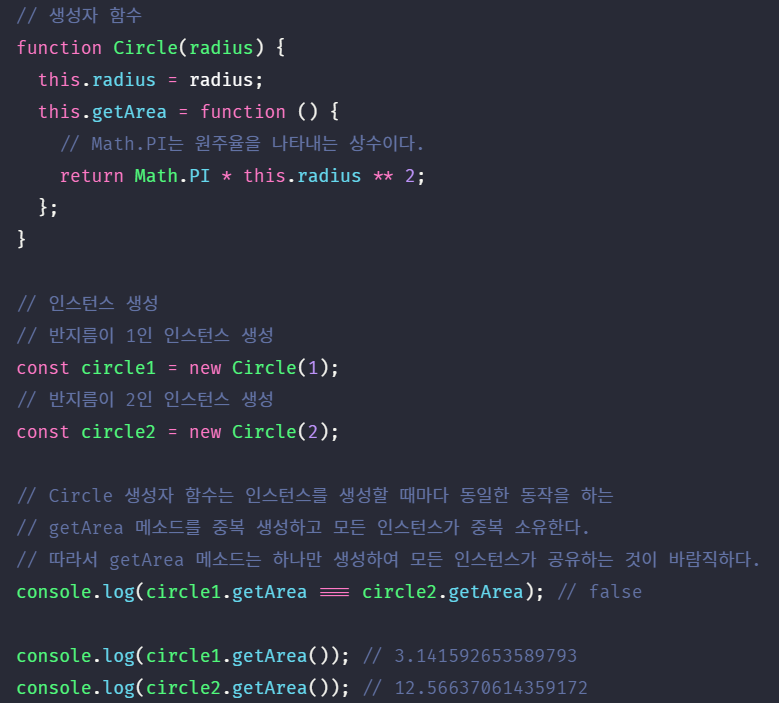 // 생성자 함수
function Circle(radius) {
  this.radius = radius;
  this.getArea = function () {
    // Math.PI는 원주율을 나타내는 상수이다.
    return Math.PI * this.radius ** 2;
  };
}

// 인스턴스 생성
// 반지름이 1인 인스턴스 생성
const circle1 = new Circle(1);
// 반지름이 2인 인스턴스 생성
const circle2 = new Circle(2);

// Circle 생성자 함수는 인스턴스를 생성할 때마다 동일한 동작을 하는
// getArea 메소드를 중복 생성하고 모든 인스턴스가 중복 소유한다.
// 따라서 getArea 메소드는 하나만 생성하여 모든 인스턴스가 공유하는 것이 바람직하다.
console.log(circle1.getArea === circle2.getArea); // false

console.log(circle1.getArea()); // 3.141592653589793
console.log(circle2.getArea()); // 12.566370614359172